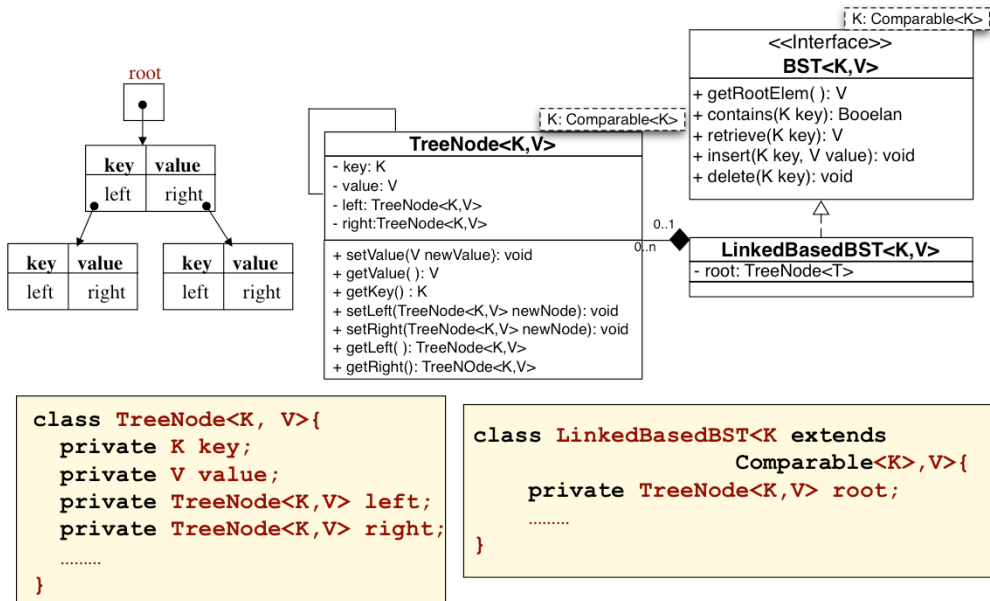 root
key value
left right
key value
left right
key value
left right
K: Comparable<K>
TreeNode<K,V>
- key: K
- value: V
- left: TreeNode<K,V>
- right:TreeNode<K,V>
+ setValue(V newValue}: void
+ getValue( ): V
+ getKey() : K
+ setLeft(TreeNode<K,V> newNode): void
+ setRight(TreeNode<K,V> newNode): void
+ getLeft( ): TreeNode<K,V>
+ getRight(): TreeNOde<K,V>
0..1
0..n
K: Comparable<K>
<<Interface>>
BST<K,V>
+ getRootElem( ): V
+ contains(K key): Booelan
+ retrieve(K key): V
+ insert(K key, V value): void
+ delete(K key): void
LinkedBasedBST<K,V>
- root: TreeNode<T>
class TreeNode<K, V>{
private K key;
private V value;
private TreeNode<K,V> left;
private TreeNode<K,V> right;
.........
}
class LinkedBasedBST<K extends
Comparable<K>,V>{
private TreeNode<K,V> root;
.........
}